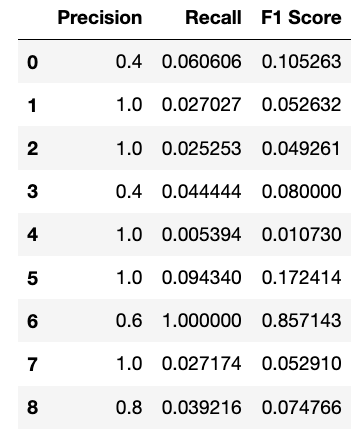 Precision Recall F1 Score
0 0.4 0.060606 0.105263
1 1.0 0.027027 0.052632
2 1.0 0.025253 0.049261
3 0.4 0.044444 0.080000
4 1.0 0.005394 0.010730
5 1.0 0.094340 0.172414
6 0.6 1.000000 0.857143
7 1.0 0.027174 0.052910
8 0.8 0.039216 0.074766